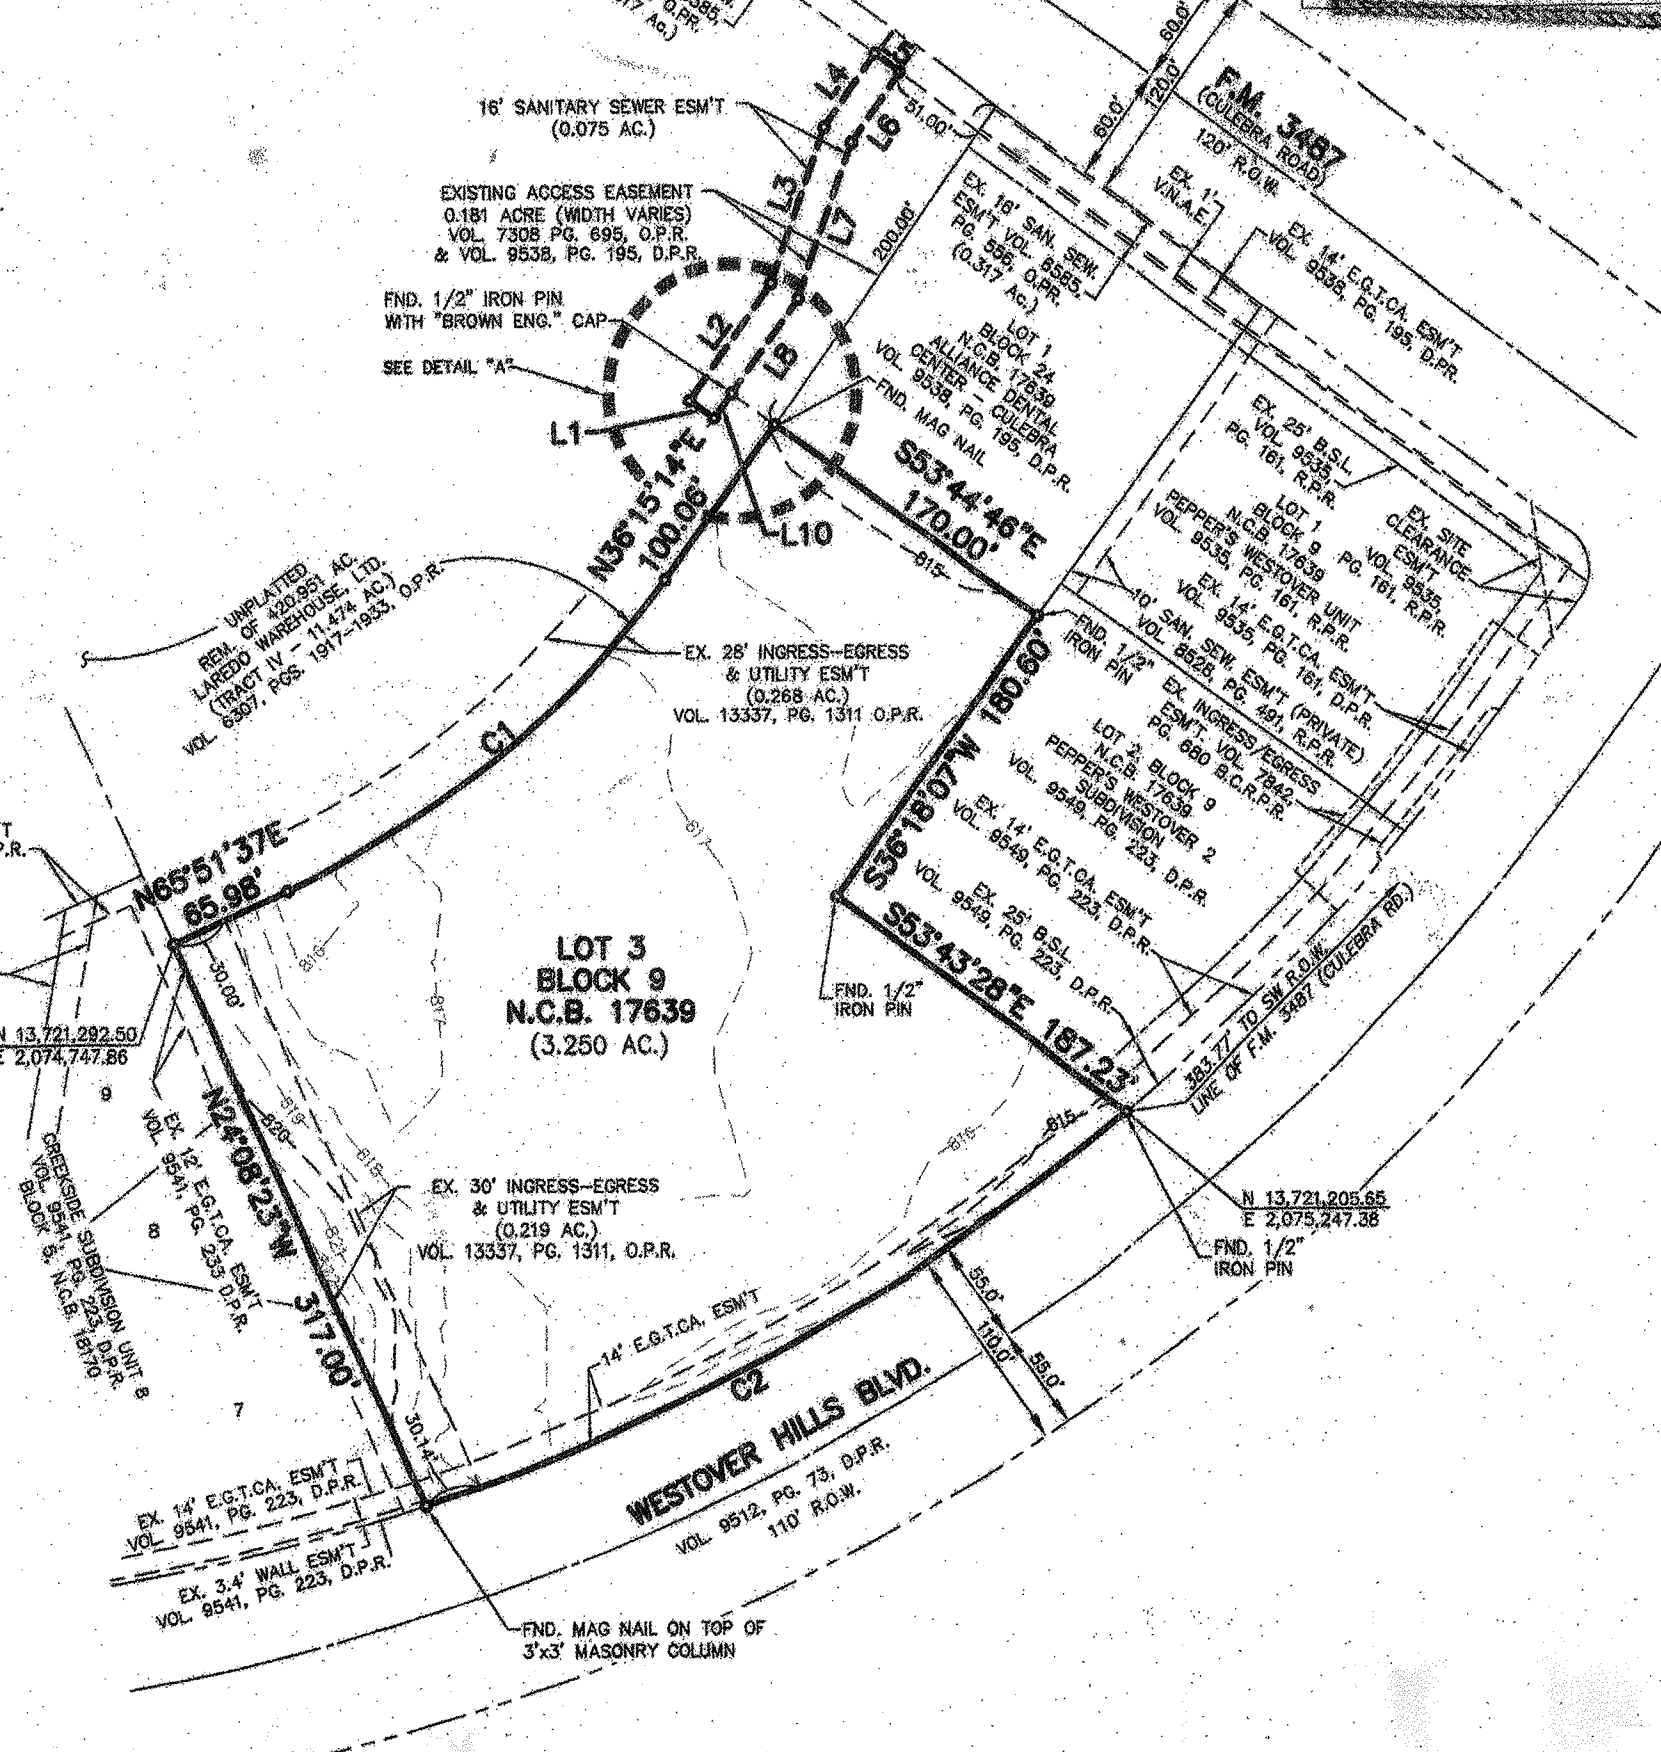 O.P.R.
16' SANITARY SEWER ESM'T
(0.075 AC.)
EXISTING ACCESS EASEMENT
0.181 ACRE (WIDTH VARIES)
VOL. 7308 PG. 695, O.P.R.
& VOL. 9538, PG. 195, D.P.R.
FND. 1/2" IRON PIN
WITH "BROWN ENG." CAP
SEE DETAIL "A"
L1
L2
L3
L4
L5
L6
L7
L8
L10
51.00'
200.00'
60.0'
60.0'
120.0'
F.M. 3487
(CULEBRA ROAD)
120' R.O.W.
EX. 1'
V.N.A.E
EX. 14' E.G.T.CA. ESM'T
VOL. 9538, PG. 195, D.PR.
EX. 16' SAN. SEW.
ESM'T VOL. 6585,
PG. 556, O.PR.
(0.317 Ac.)
LOT 1
BLOCK 24
N.C.B. 17639
ALLIANCE DENTAL
CENTER - CULEBRA
VOL. 9538, PG. 195, D.P.R.
FND. MAG NAIL
S53°44'46"E
170.00'
N36°15'14"E
100.06'
815
EX. 25' B.S.L.
VOL. 9535,
PG. 161, R.P.R.
LOT 1
BLOCK 9
N.C.B. 17639
PEPPER'S WESTOVER UNIT
VOL. 9535, PG. 161, R.P.R.
EX. SITE
CLEARANCE
ESM'T
VOL. 9535,
PG. 161, R.P.R.
EX. 14' E.G.T.CA. ESM'T
VOL. 9535, PG. 161, D.P.R.
10' SAN. SEW. ESM'T (PRIVATE)
VOL. 8528, PG. 491, R.P.R.
FND. 1/2"
IRON PIN
EX. INGRESS/EGRESS
ESM'T. VOL. 7842,
PG. 680 B.C.R.P.R.
LOT 2, BLOCK 9
N.C.B. 17639
PEPPER'S WESTOVER 2
SUBDIVISION
VOL. 9549, PG. 223, D.P.R.
EX. 14' E.G.T.CA. ESM'T
VOL. 9549, PG. 223, D.P.R.
EX. 25' B.S.L.
VOL. 9549, PG. 223, D.P.R.
S36°18'07"W 180.60'
S53°43'28"E 187.23'
FND. 1/2"
IRON PIN
383.77' TO SW R.O.W.
LINE OF F.M. 3487 (CULEBRA RD.)
UNPLATTED
REM. OF 420.951 AC.
LAREDO WAREHOUSE, LTD.
(TRACT IV - 11.474 AC.)
VOL. 6307, PGS. 1917-1933, O.P.R.
EX. 28' INGRESS-EGRESS
& UTILITY ESM'T
(0.268 AC.)
VOL. 13337, PG. 1311 O.P.R.
C1
817
N65°51'37E
65.98'
30.00'
816
817
LOT 3
BLOCK 9
N.C.B. 17639
(3.250 AC.)
N 13,721,292.50
E 2,074,747.86
9
8
7
EX. 12' E.G.T.CA. ESM'T
VOL. 9541, PG. 233 D.P.R.
CREEKSIDE SUBDIVISION UNIT 8
VOL. 9541, PG. 223, D.P.R.
BLOCK 5, N.C.B. 18170
N24°08'23"W 317.00'
819
820
818
821
EX. 30' INGRESS-EGRESS
& UTILITY ESM'T
(0.219 AC.)
VOL. 13337, PG. 1311, O.P.R.
816
815
N 13,721,205.65
E 2,075,247.38
FND. 1/2"
IRON PIN
14' E.G.T.CA. ESM'T
C2
55.0'
110.0'
55.0'
WESTOVER HILLS BLVD.
VOL. 9512, PG. 73, D.P.R.
110' R.O.W.
30.14'
EX. 14' E.G.T.CA. ESM'T
VOL. 9541, PG. 223, D.P.R.
EX. 3.4' WALL ESM'T
VOL. 9541, PG. 223, D.P.R.
FND. MAG NAIL ON TOP OF
3'x3' MASONRY COLUMN